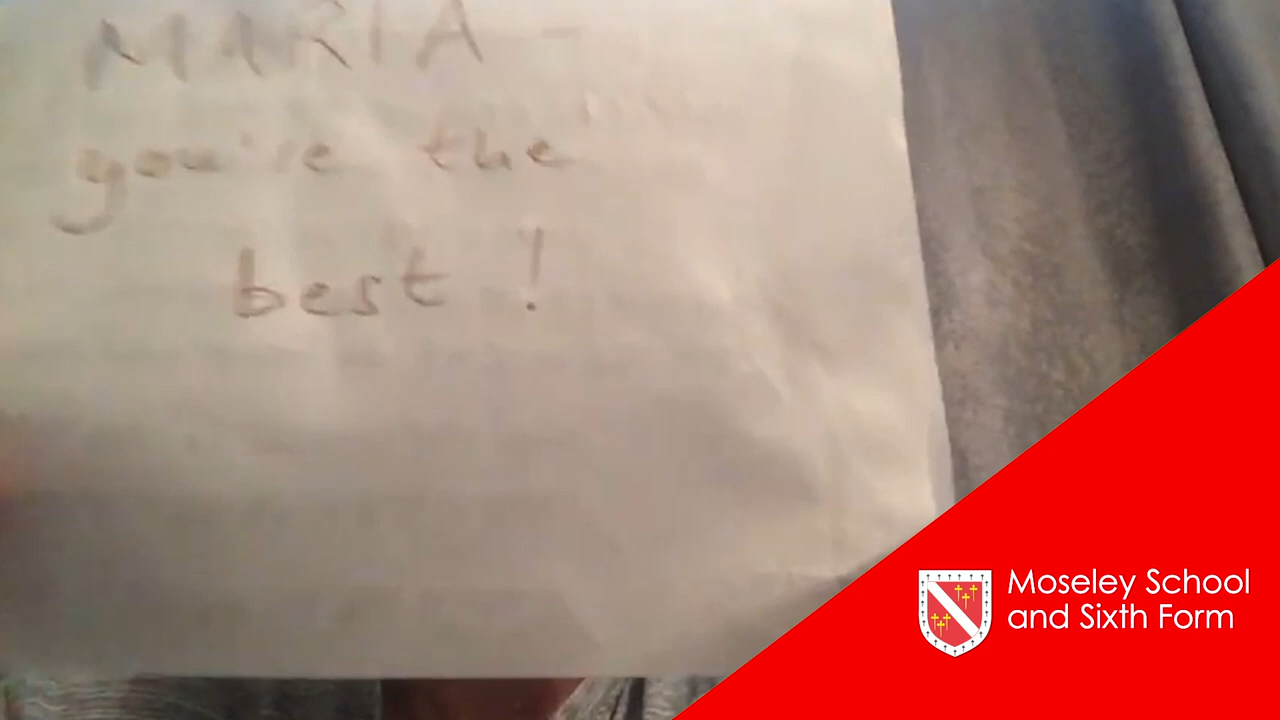 MARIA -
you're the
best !
Moseley School
and Sixth Form